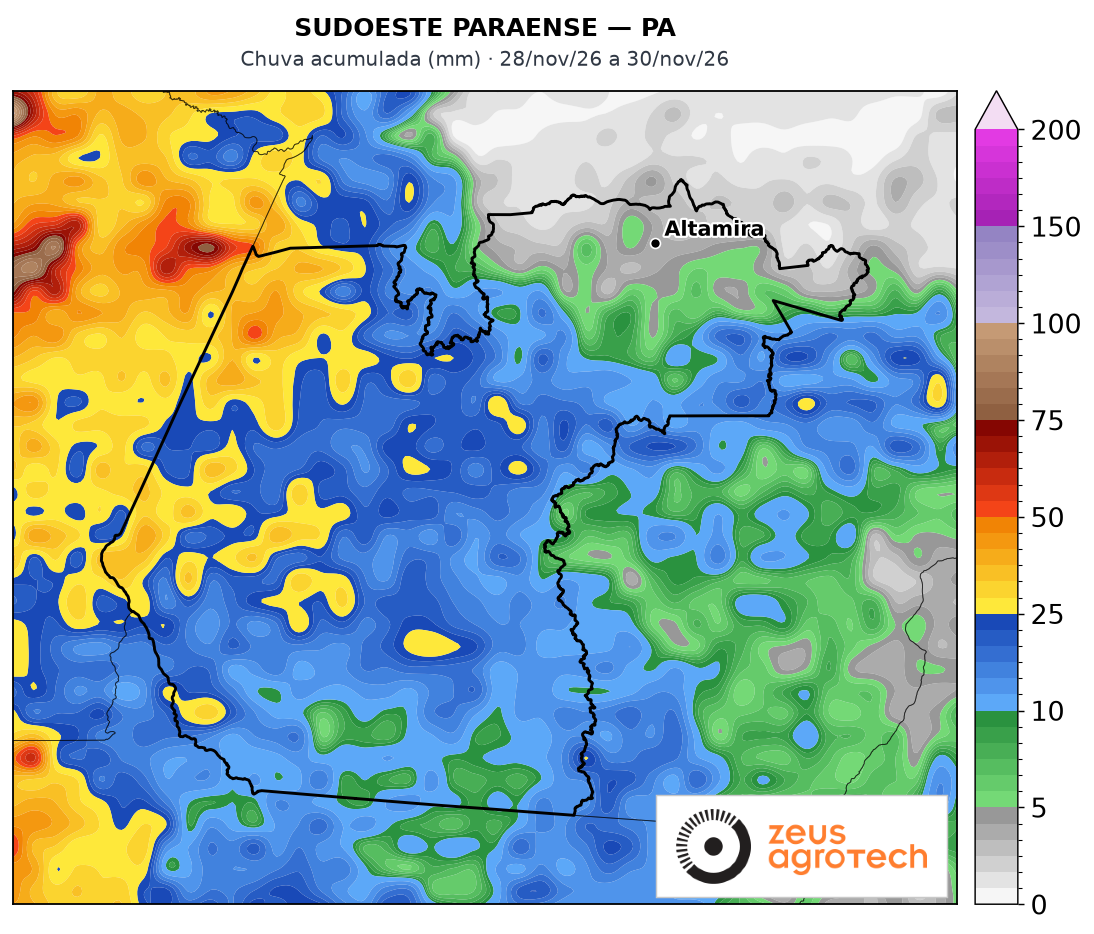 SUDOESTE PARAENSE — PA
Chuva acumulada (mm) · 28/nov/26 a 30/nov/26
Altamira
200
150
100
75
50
25
10
5
0
zeus
agrotech